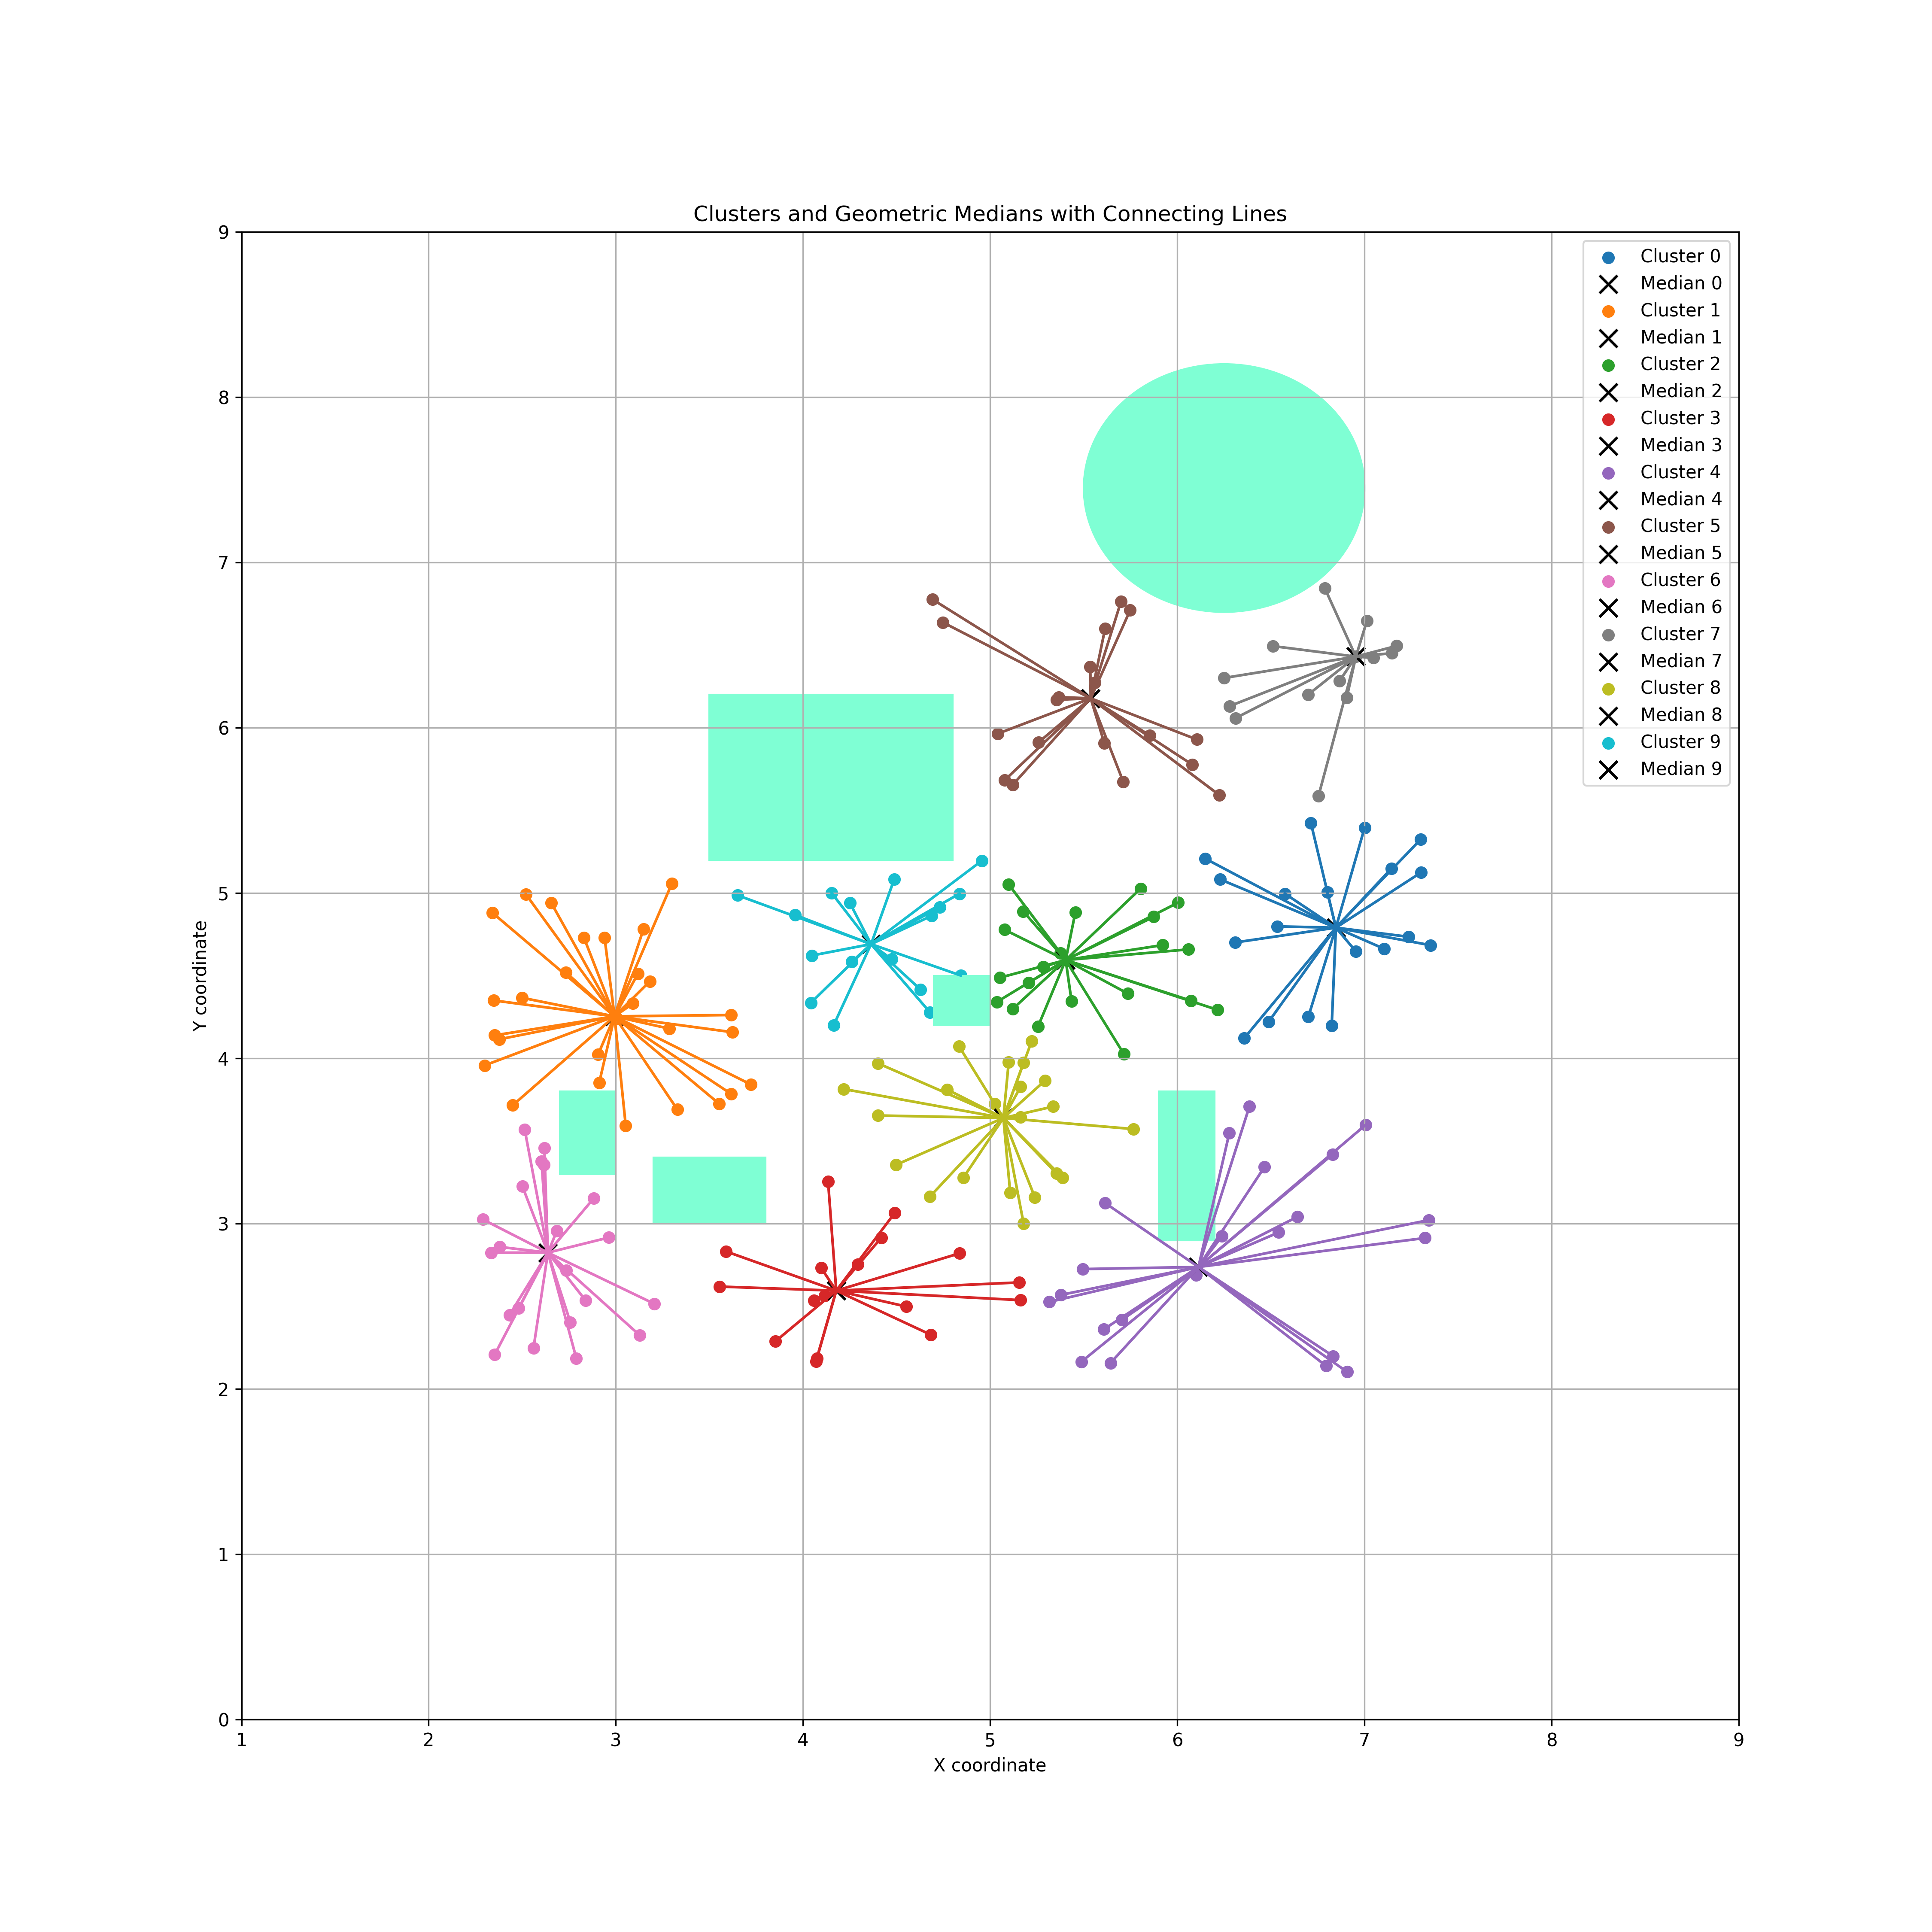 Clusters and Geometric Medians with Connecting Lines
9
8
7
6
5
4
3
2
1
0
Y coordinate
1 2 3 4 5 6 7 8 9
X coordinate
Cluster 0
Median 0
Cluster 1
Median 1
Cluster 2
Median 2
Cluster 3
Median 3
Cluster 4
Median 4
Cluster 5
Median 5
Cluster 6
Median 6
Cluster 7
Median 7
Cluster 8
Median 8
Cluster 9
Median 9